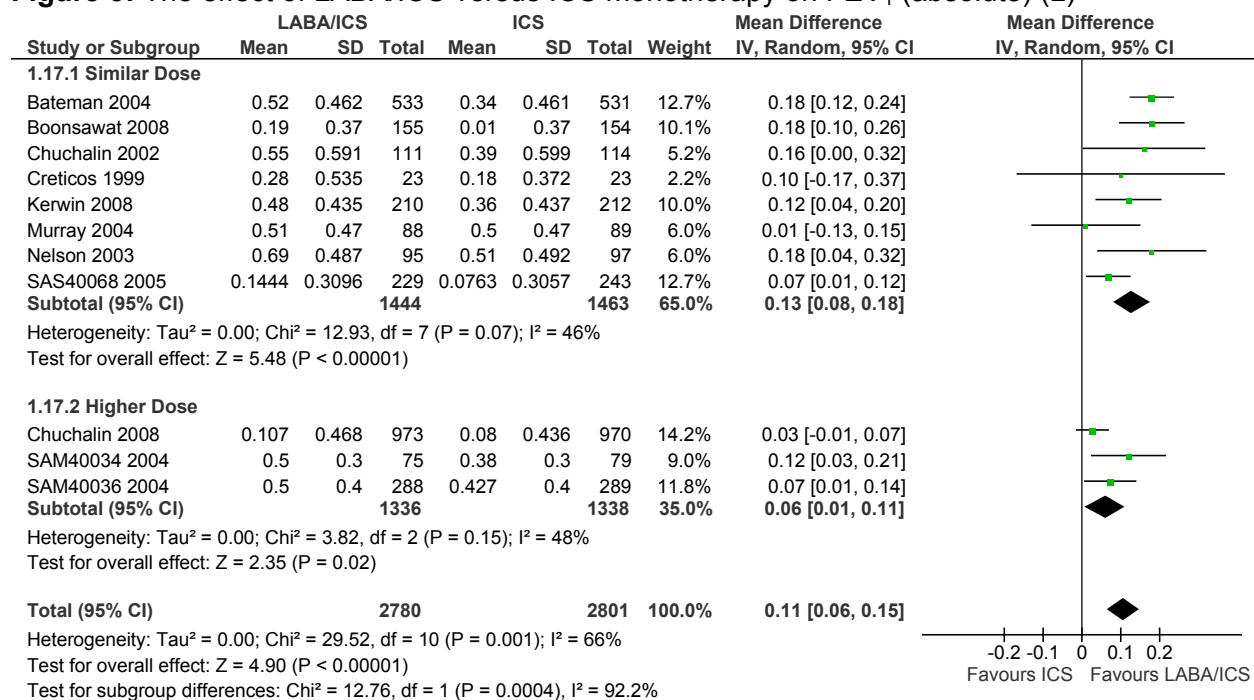 Figure 3. The effect of LABA/ICS versus ICS monotherapy on FEV1 (absolute) (L)
LABA/ICS ICS Mean Difference Mean Difference
Study or Subgroup Mean SD Total Mean SD Total Weight IV, Random, 95% CI IV, Random, 95% CI
1.17.1 Similar Dose
Bateman 2004 0.52 0.462 533 0.34 0.461 531 12.7% 0.18 [0.12, 0.24]
Boonsawat 2008 0.19 0.37 155 0.01 0.37 154 10.1% 0.18 [0.10, 0.26]
Chuchalin 2002 0.55 0.591 111 0.39 0.599 114 5.2% 0.16 [0.00, 0.32]
Creticos 1999 0.28 0.535 23 0.18 0.372 23 2.2% 0.10 [-0.17, 0.37]
Kerwin 2008 0.48 0.435 210 0.36 0.437 212 10.0% 0.12 [0.04, 0.20]
Murray 2004 0.51 0.47 88 0.5 0.47 89 6.0% 0.01 [-0.13, 0.15]
Nelson 2003 0.69 0.487 95 0.51 0.492 97 6.0% 0.18 [0.04, 0.32]
SAS40068 2005 0.1444 0.3096 229 0.0763 0.3057 243 12.7% 0.07 [0.01, 0.12]
Subtotal (95% CI) 1444 1463 65.0% 0.13 [0.08, 0.18]
Heterogeneity: Tau² = 0.00; Chi² = 12.93, df = 7 (P = 0.07); I² = 46%
Test for overall effect: Z = 5.48 (P < 0.00001)
1.17.2 Higher Dose
Chuchalin 2008 0.107 0.468 973 0.08 0.436 970 14.2% 0.03 [-0.01, 0.07]
SAM40034 2004 0.5 0.3 75 0.38 0.3 79 9.0% 0.12 [0.03, 0.21]
SAM40036 2004 0.5 0.4 288 0.427 0.4 289 11.8% 0.07 [0.01, 0.14]
Subtotal (95% CI) 1336 1338 35.0% 0.06 [0.01, 0.11]
Heterogeneity: Tau² = 0.00; Chi² = 3.82, df = 2 (P = 0.15); I² = 48%
Test for overall effect: Z = 2.35 (P = 0.02)
Total (95% CI) 2780 2801 100.0% 0.11 [0.06, 0.15]
Heterogeneity: Tau² = 0.00; Chi² = 29.52, df = 10 (P = 0.001); I² = 66%
-0.2 -0.1 0 0.1 0.2
Test for overall effect: Z = 4.90 (P < 0.00001)
Favours ICS Favours LABA/ICS
Test for subgroup differences: Chi² = 12.76, df = 1 (P = 0.0004), I² = 92.2%